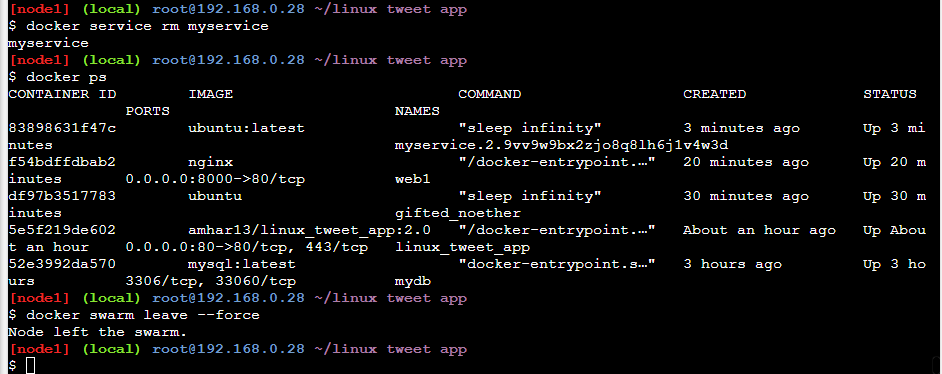 [node1] (local) root@192.168.0.28 ~/linux tweet app
$ docker service rm myservice
myservice
[node1] (local) root@192.168.0.28 ~/linux tweet app
$ docker ps
CONTAINER ID        IMAGE                         COMMAND                  CREATED             STATUS
             PORTS                         NAMES
83898631f47c        ubuntu:latest                 "sleep infinity"         3 minutes ago       Up 3 mi
nutes                                      myservice.2.9vv9w9bx2zjo8q8lh6j1v4w3d
f54bdffdbab2        nginx                         "/docker-entrypoint.…"   20 minutes ago      Up 20 m
inutes       0.0.0.0:8000->80/tcp          web1
df97b3517783        ubuntu                        "sleep infinity"         30 minutes ago      Up 30 m
inutes                                     gifted_noether
5e5f219de602        amhar13/linux_tweet_app:2.0   "/docker-entrypoint.…"   About an hour ago   Up Abou
t an hour    0.0.0.0:80->80/tcp, 443/tcp   linux_tweet_app
52e3992da570        mysql:latest                  "docker-entrypoint.s…"   3 hours ago         Up 3 ho
urs          3306/tcp, 33060/tcp           mydb
[node1] (local) root@192.168.0.28 ~/linux tweet app
$ docker swarm leave --force
Node left the swarm.
[node1] (local) root@192.168.0.28 ~/linux tweet app
$